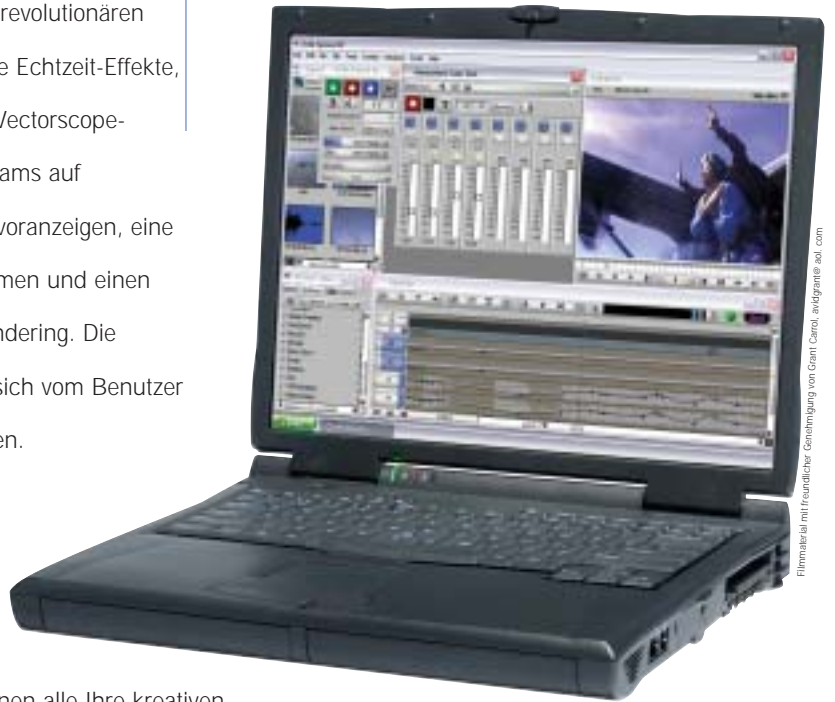 revolutionären
e Echtzeit-Effekte,
Vectorscope-
ams auf
voranzeigen, eine
men und einen
ndering. Die
sich vom Benutzer
en.
nen alle Ihre kreativen
Filmmaterial mit freundlicher Genehmigung von Grant Carrol, avidgrant@ aol. com